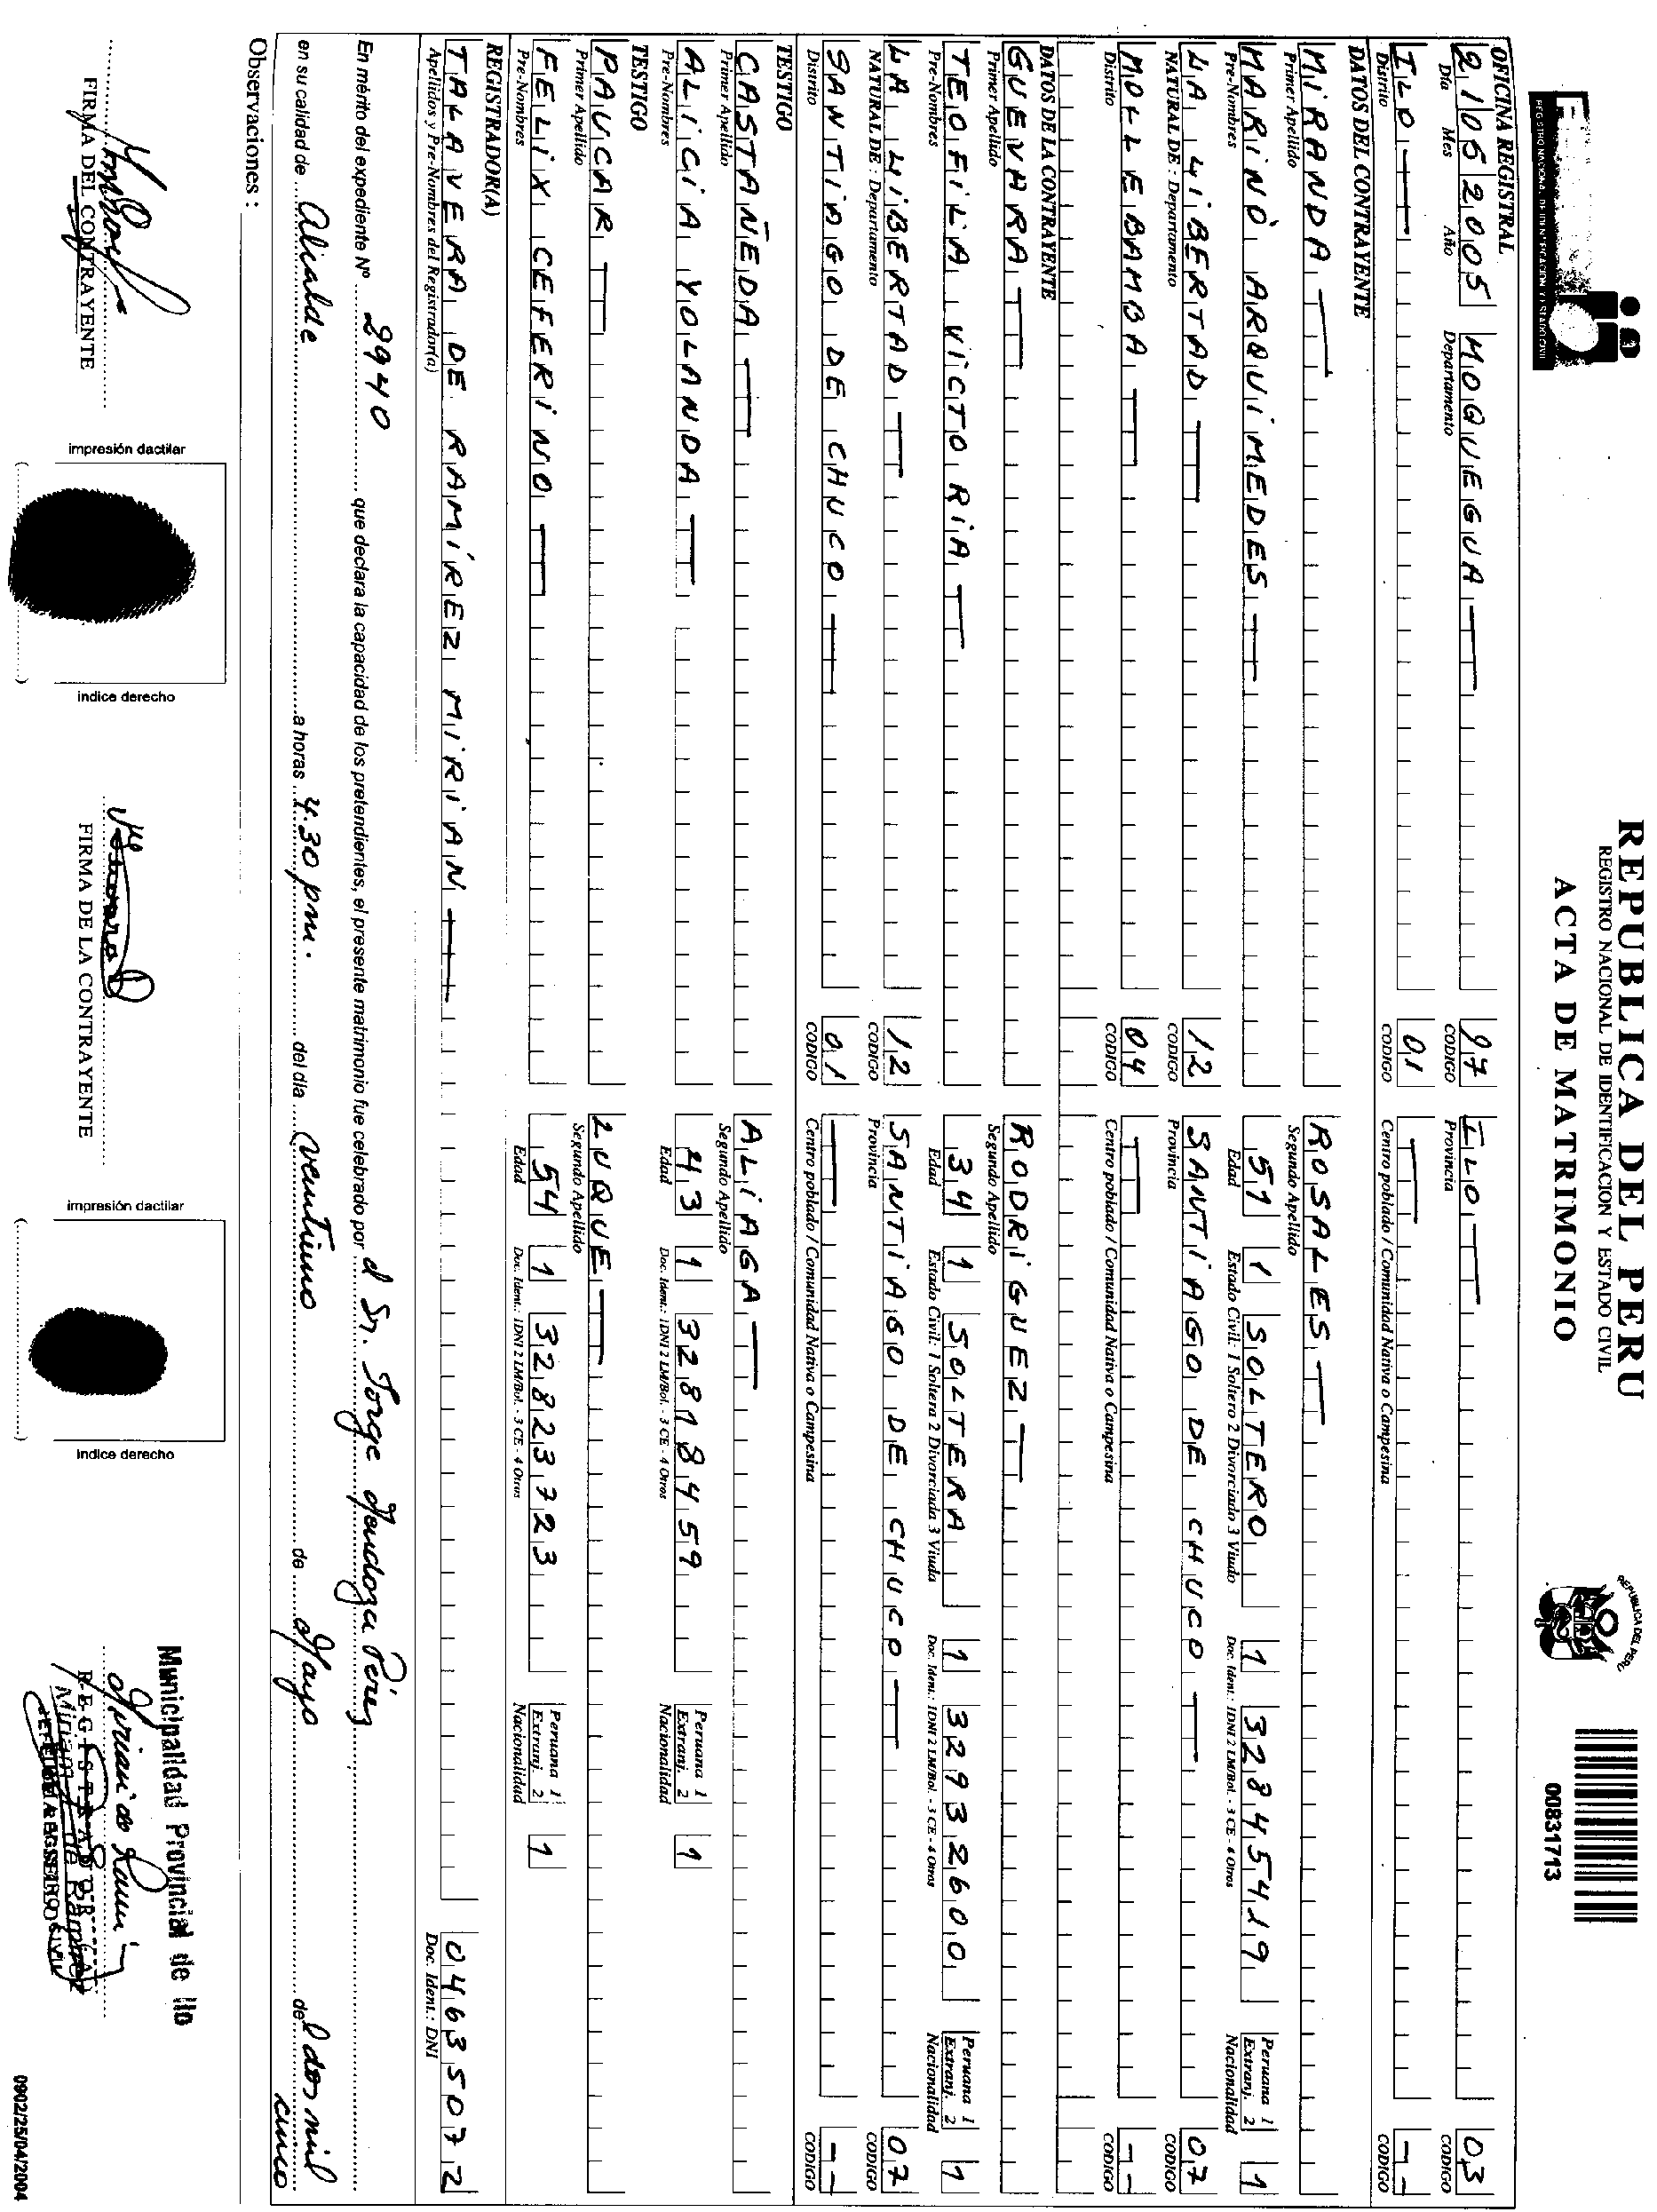 REPUBLICA DEL PERU
REGISTRO NACIONAL DE IDENTIFICACION Y ESTADO CIVIL
ACTA DE MATRIMONIO
REGISTRO NACIONAL DE IDENTIFICACION Y ESTADO CIVIL
REPUBLICA DEL PERU
00831713
OFICINA REGISTRAL
21 05 2005 MOQUEGUA 17 ILO 03
Día Mes Año Departamento CODIGO Provincia CODIGO
ILO 01 --
Distrito CODIGO Centro poblado / Comunidad Nativa o Campesina CODIGO
DATOS DEL CONTRAYENTE
MIRANDA ROSALES
Primer Apellido Segundo Apellido
MARINO ARQUIMEDES 51 1 SOLTERO 1 32845419 Peruana 1 Extranj. 2 1
Pre-Nombres Edad Estado Civil: 1 Soltero 2 Divorciado 3 Viudo Doc. Ident.: 1DNI 2 LM/Bol. - 3 CE - 4 Otros Nacionalidad
LA LIBERTAD 12 SANTIAGO DE CHUCO 07
NATURAL DE : Departamento CODIGO Provincia CODIGO
MOLLEBAMBA 04 --
Distrito CODIGO Centro poblado / Comunidad Nativa o Campesina CODIGO
DATOS DE LA CONTRAYENTE
GUEVARA RODRIGUEZ
Primer Apellido Segundo Apellido
TEOFILA VICTORIA 34 1 SOLTERA 1 32932600 Peruana 1 Extranj. 2 1
Pre-Nombres Edad Estado Civil: 1 Soltera 2 Divorciada 3 Viuda Doc. Ident.: 1DNI 2 LM/Bol. - 3 CE - 4 Otros Nacionalidad
LA LIBERTAD 12 SANTIAGO DE CHUCO 07
NATURAL DE : Departamento CODIGO Provincia CODIGO
SANTIAGO DE CHUCO 01 --
Distrito CODIGO Centro poblado / Comunidad Nativa o Campesina CODIGO
TESTIGO
CASTAÑEDA ALIAGA
Primer Apellido Segundo Apellido
ALICIA YOLANDA 43 1 32818459 Peruana 1 Extranj. 2 1
Pre-Nombres Edad Doc. Ident.: 1DNI 2 LM/Bol. - 3 CE - 4 Otros Nacionalidad
TESTIGO
PAUCAR LUQUE
Primer Apellido Segundo Apellido
FELIX CEFERINO 54 1 32823723 Peruana 1 Extranj. 2 1
Pre-Nombres Edad Doc. Ident.: 1DNI 2 LM/Bol. - 3 CE. 4 Otros Nacionalidad
REGISTRADOR(A)
TALAVERA DE RAMÍREZ MIRIAN 04635072
Apellidos y Pre-Nombres del Registrador(a) Doc. Ident.: DNI
En mérito del expediente Nº 2940 que declara la capacidad de los pretendientes, el presente matrimonio fue celebrado por el Sr. Jorge Mendoza Pérez
en su calidad de Alcalde a horas 4.30 pm. del día veintiuno de Mayo del dos mil cinco
Observaciones :
FIRMA DEL CONTRAYENTE
impresión dactilar
indice derecho
FIRMA DE LA CONTRAYENTE
impresión dactilar
indice derecho
Municipalidad Provincial de Ilo
REGISTRADOR(A)
Miriam T. de Ramirez
0902/25/04/2004